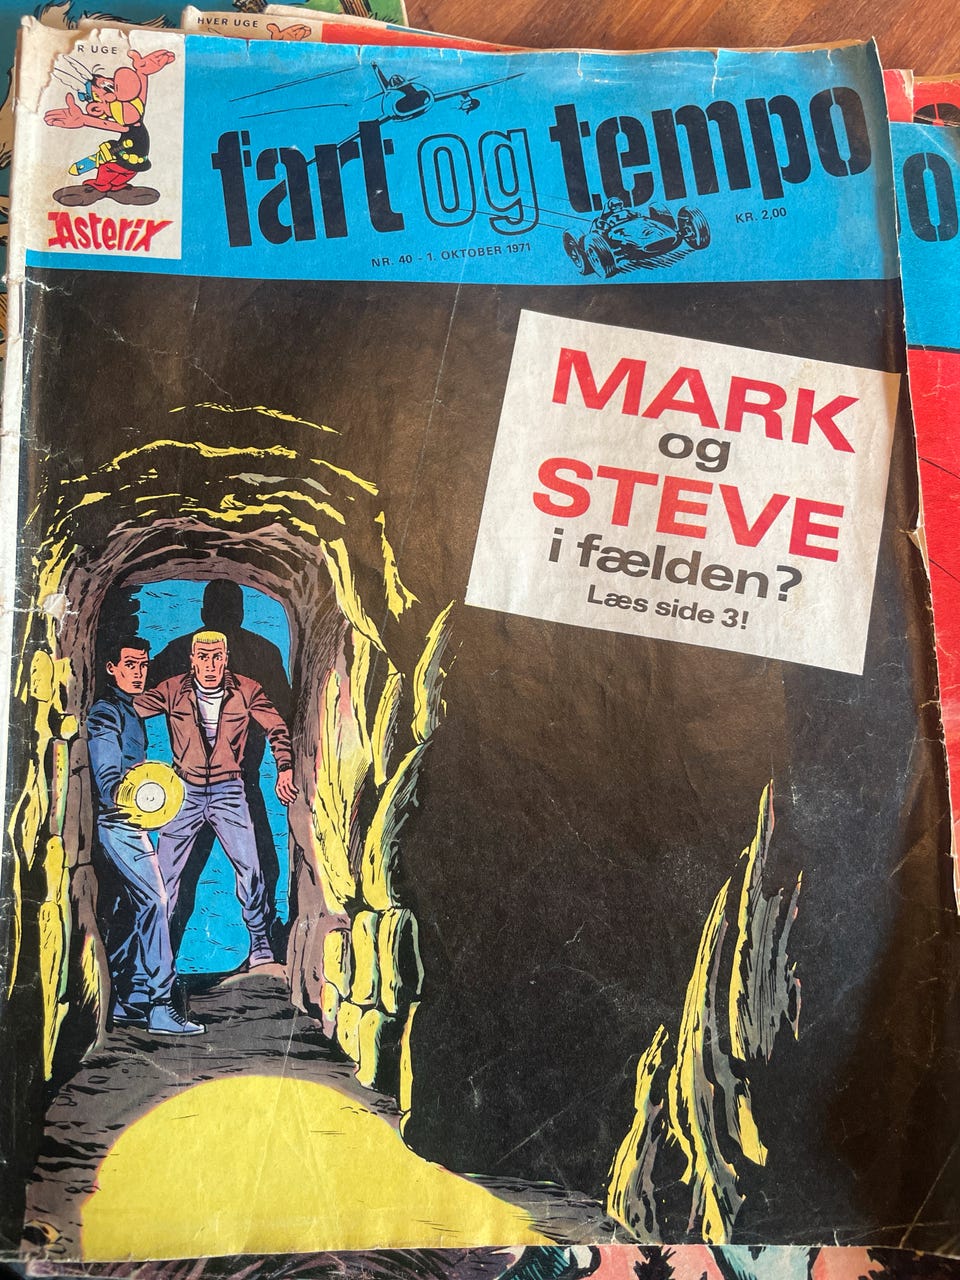 HVER UGE
R UGE
Asterix
fart og tempo
KR. 2,00
NR. 40 - 1. OKTOBER 1971
MARK
og
STEVE
i fælden?
Læs side 3!
o